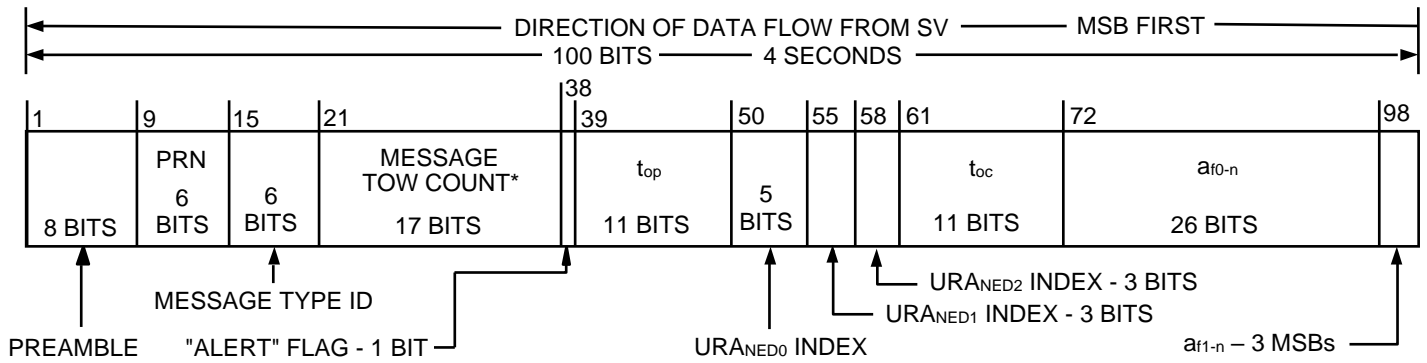 DIRECTION OF DATA FLOW FROM SV MSB FIRST
100 BITS 4 SECONDS
1 9 15 21 38 39 50 55 58 61 72 98
PRN
6
BITS
8 BITS
6
BITS
MESSAGE
TOW COUNT*
17 BITS
top
11 BITS
5
BITS
toc
11 BITS
af0-n
26 BITS
URANED2 INDEX - 3 BITS
MESSAGE TYPE ID
URANED1 INDEX - 3 BITS
PREAMBLE "ALERT" FLAG - 1 BIT URANED0 INDEX af1-n – 3 MSBs